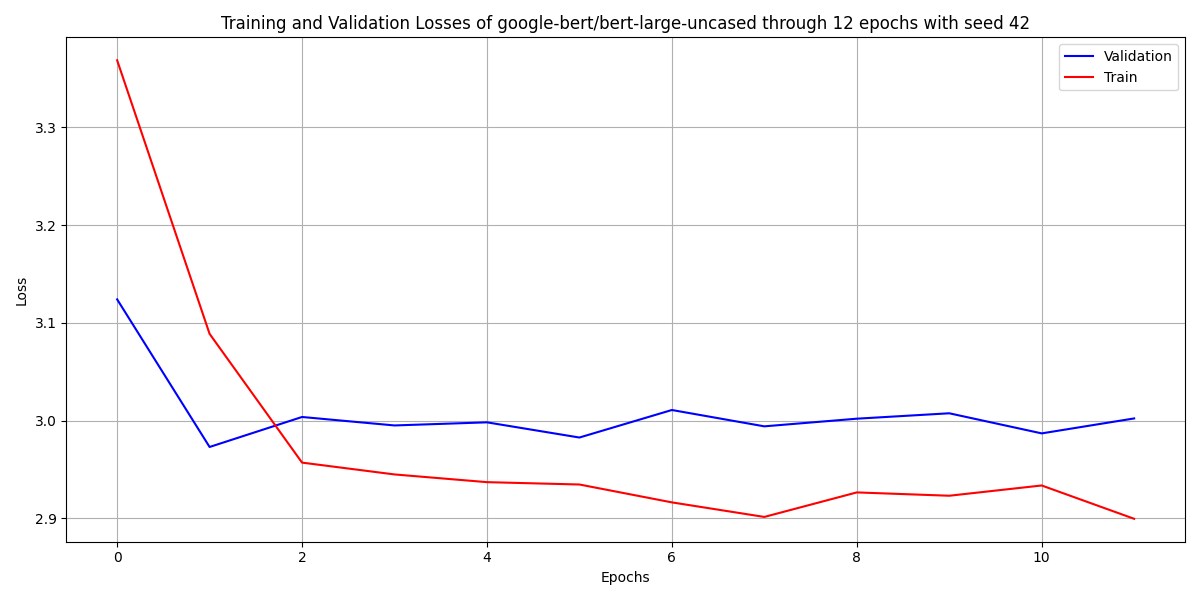 Training and Validation Losses of google-bert/bert-large-uncased through 12 epochs with seed 42
Validation
Train
3.3
3.2
3.1
3.0
2.9
Loss
0 2 4 6 8 10
Epochs